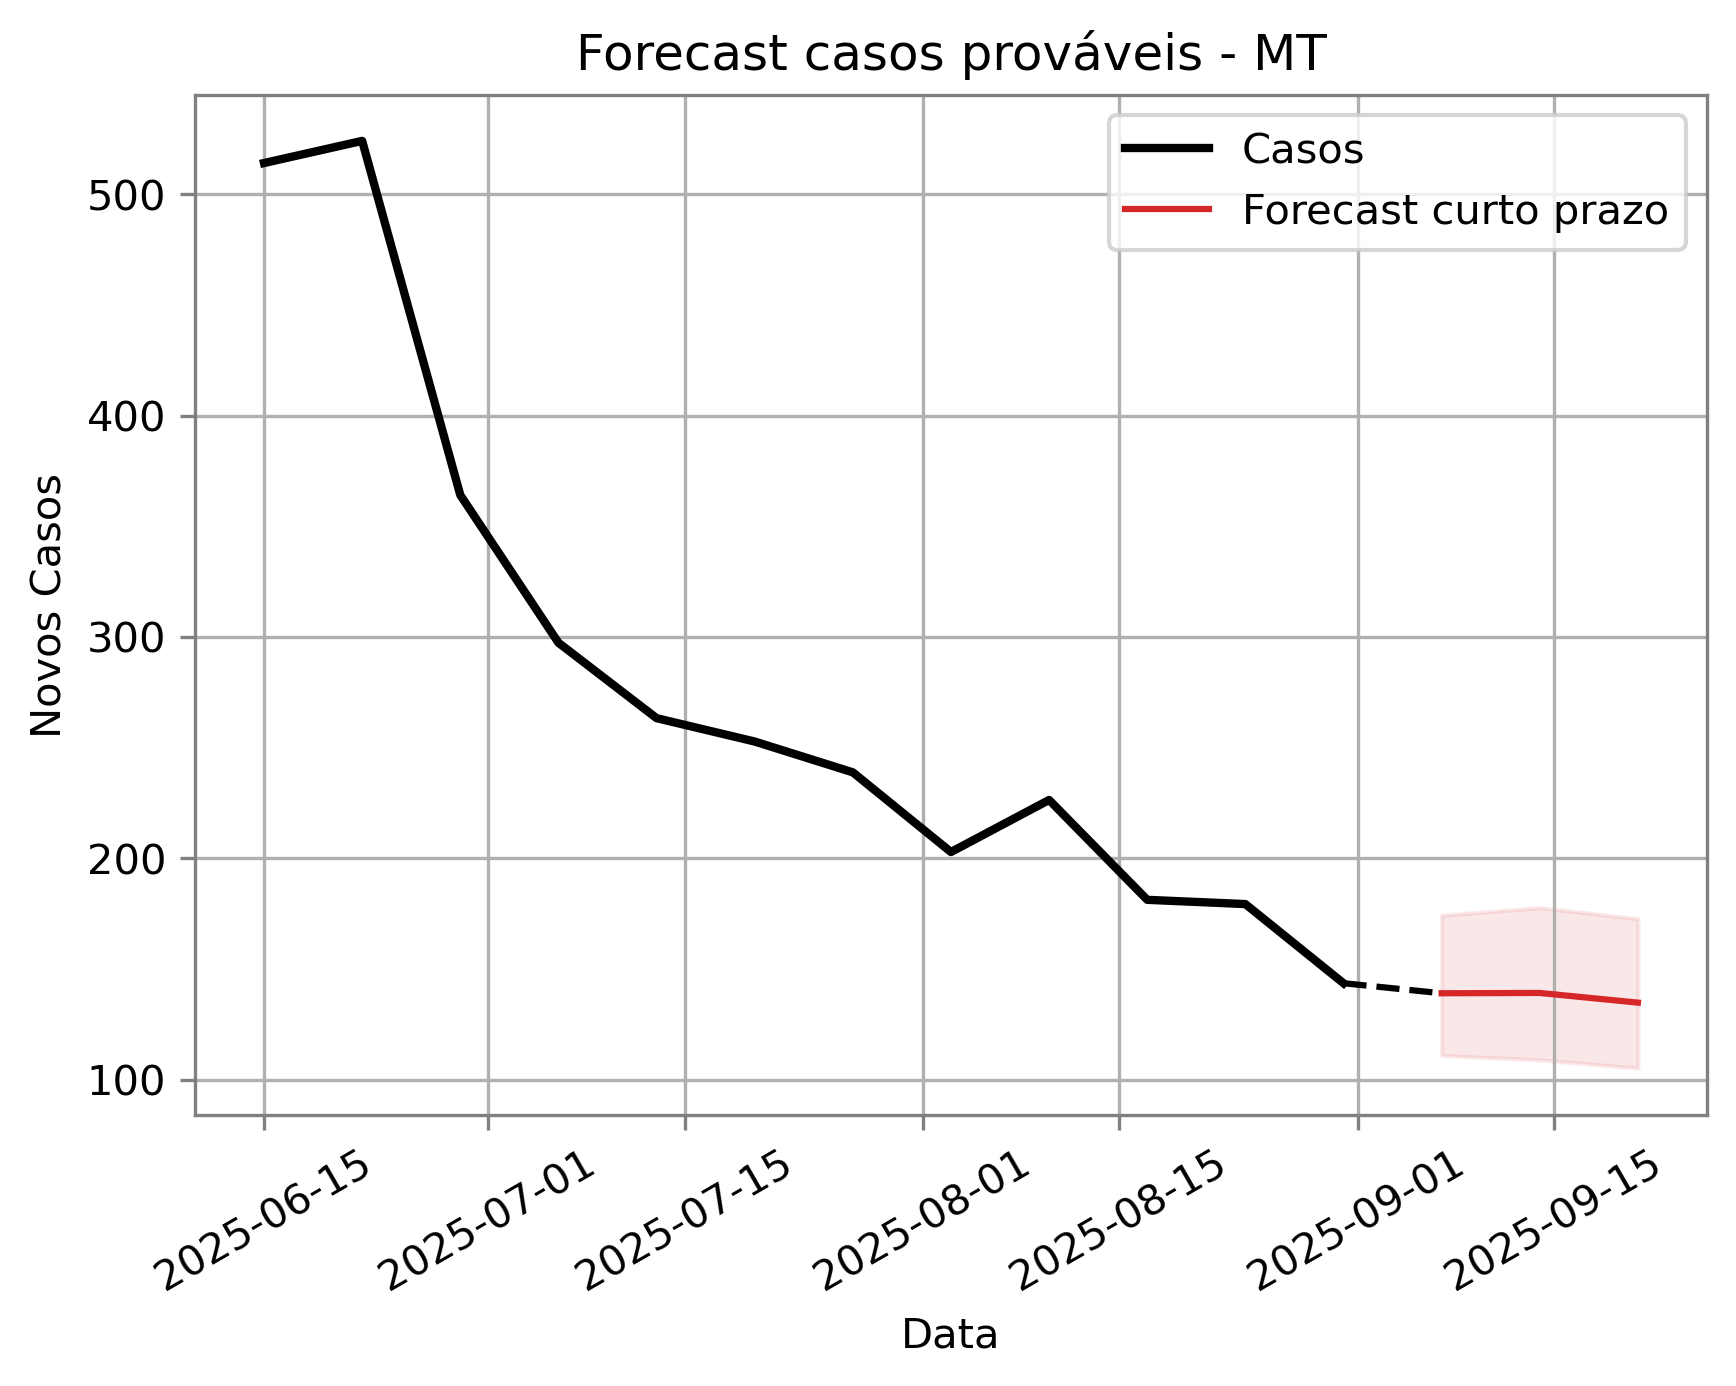 Forecast casos prováveis - MT
Casos
Forecast curto prazo
Novos Casos
500
400
300
200
100
2025-06-15
2025-07-01
2025-07-15
2025-08-01
2025-08-15
2025-09-01
2025-09-15
Data